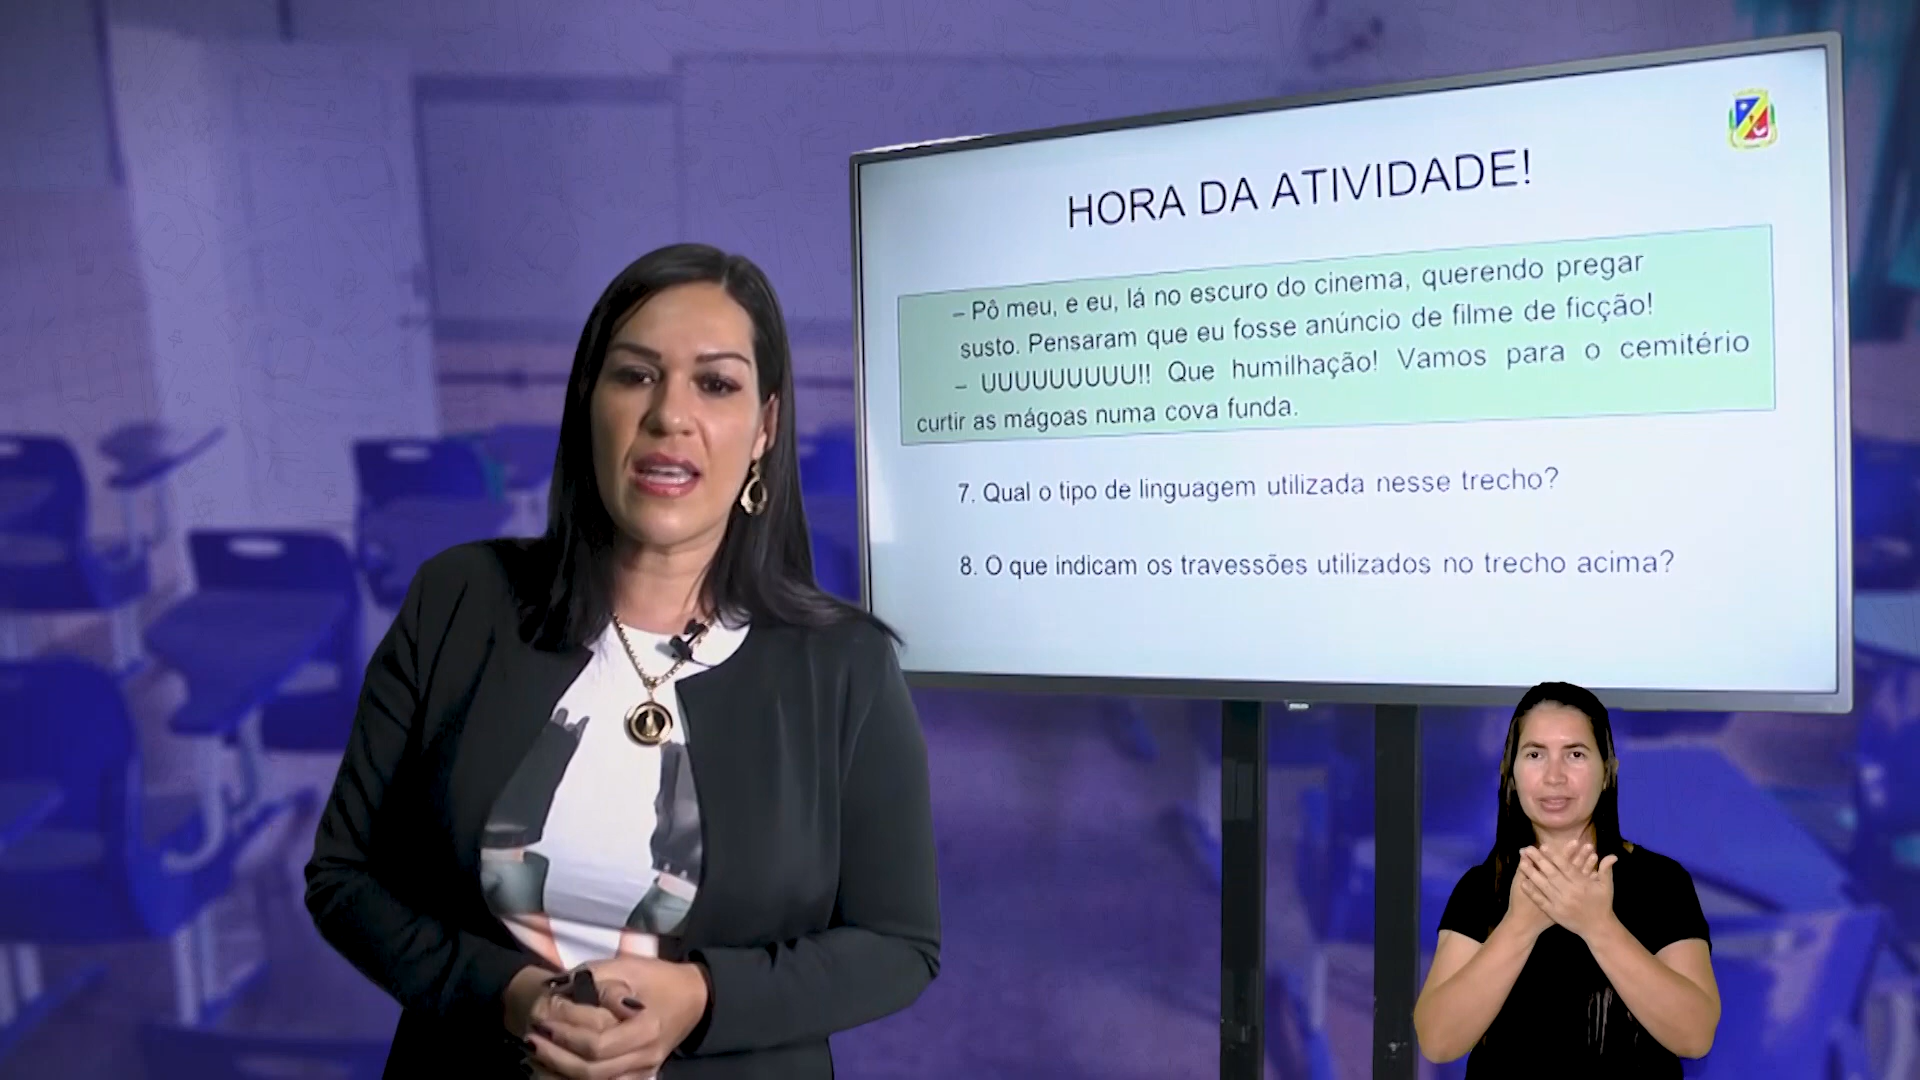 HORA DA ATIVIDADE!
– Pô meu, e eu, lá no escuro do cinema, querendo pregar
susto. Pensaram que eu fosse anúncio de filme de ficção!
– UUUUUUUUU!! Que humilhação! Vamos para o cemitério
curtir as mágoas numa cova funda.
7. Qual o tipo de linguagem utilizada nesse trecho?
8. O que indicam os travessões utilizados no trecho acima?